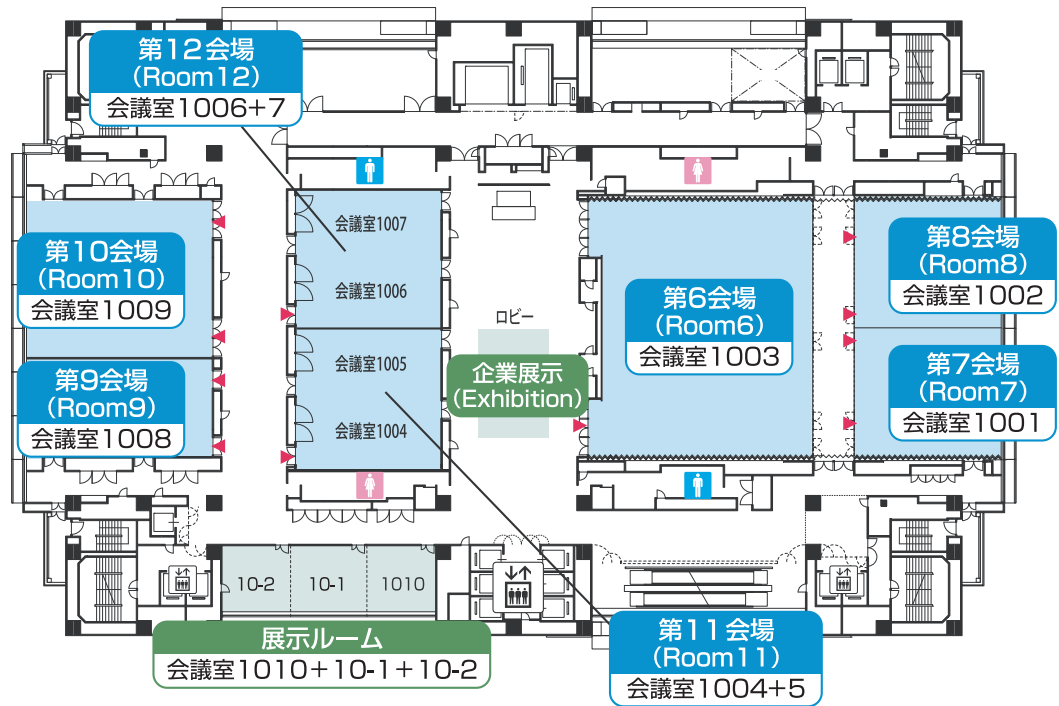 第12会場
(Room12)
会議室1006+7
会議室1007
会議室1006
会議室1005
会議室1004
第10会場
(Room10)
会議室1009
第9会場
(Room9)
会議室1008
ロビー
企業展示
(Exhibition)
第6会場
(Room6)
会議室1003
第8会場
(Room8)
会議室1002
第7会場
(Room7)
会議室1001
10-2
10-1
1010
展示ルーム
会議室1010+10-1+10-2
第11会場
(Room11)
会議室1004+5